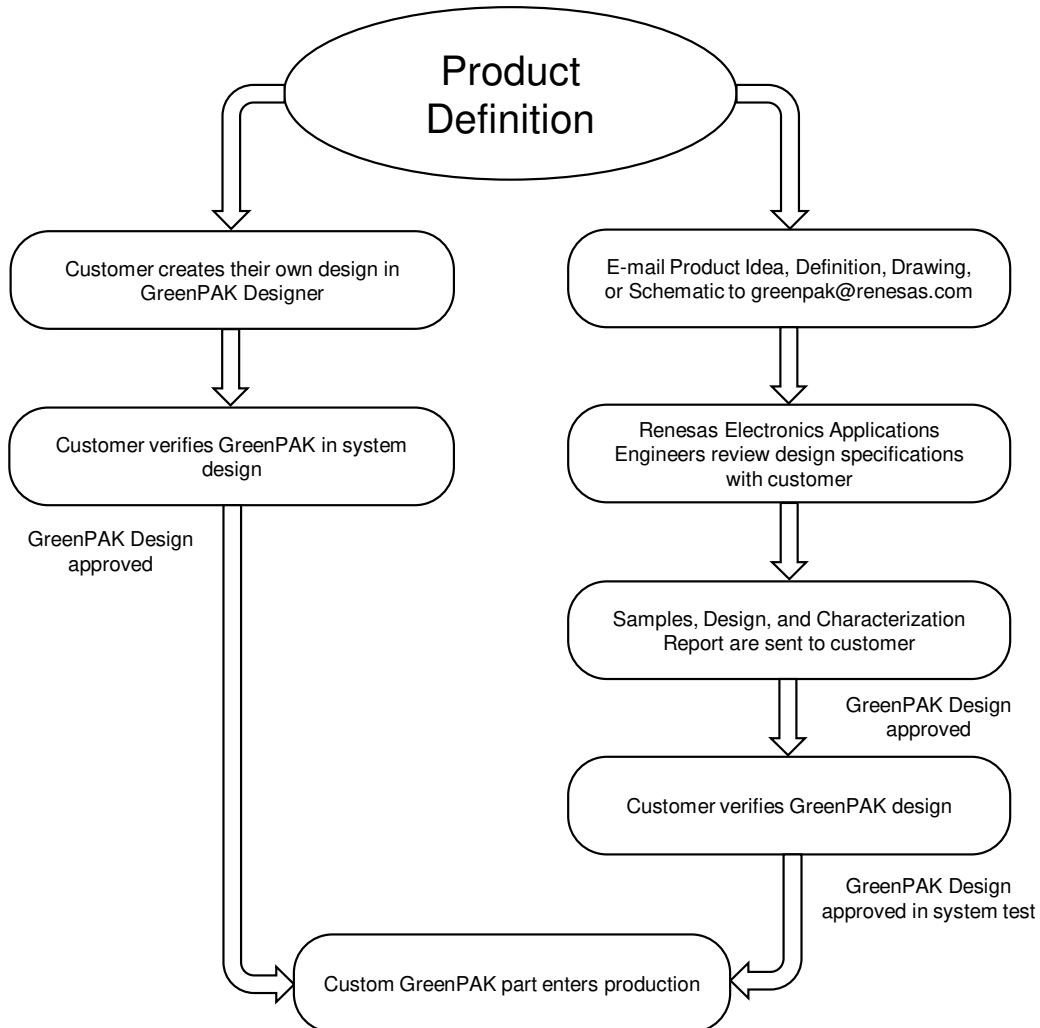 Product
Definition
Customer creates their own design in
GreenPAK Designer
Customer verifies GreenPAK in system
design
GreenPAK Design
approved
E-mail Product Idea, Definition, Drawing,
or Schematic to greenpak@renesas.com
Renesas Electronics Applications
Engineers review design specifications
with customer
Samples, Design, and Characterization
Report are sent to customer
GreenPAK Design
approved
Customer verifies GreenPAK design
GreenPAK Design
approved in system test
Custom GreenPAK part enters production